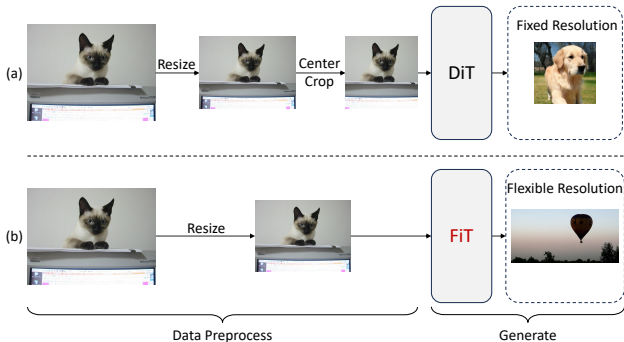 (a)
Resize
Center
Crop
DiT
Fixed Resolution
(b)
Resize
FiT
Flexible Resolution
Data Preprocess
Generate